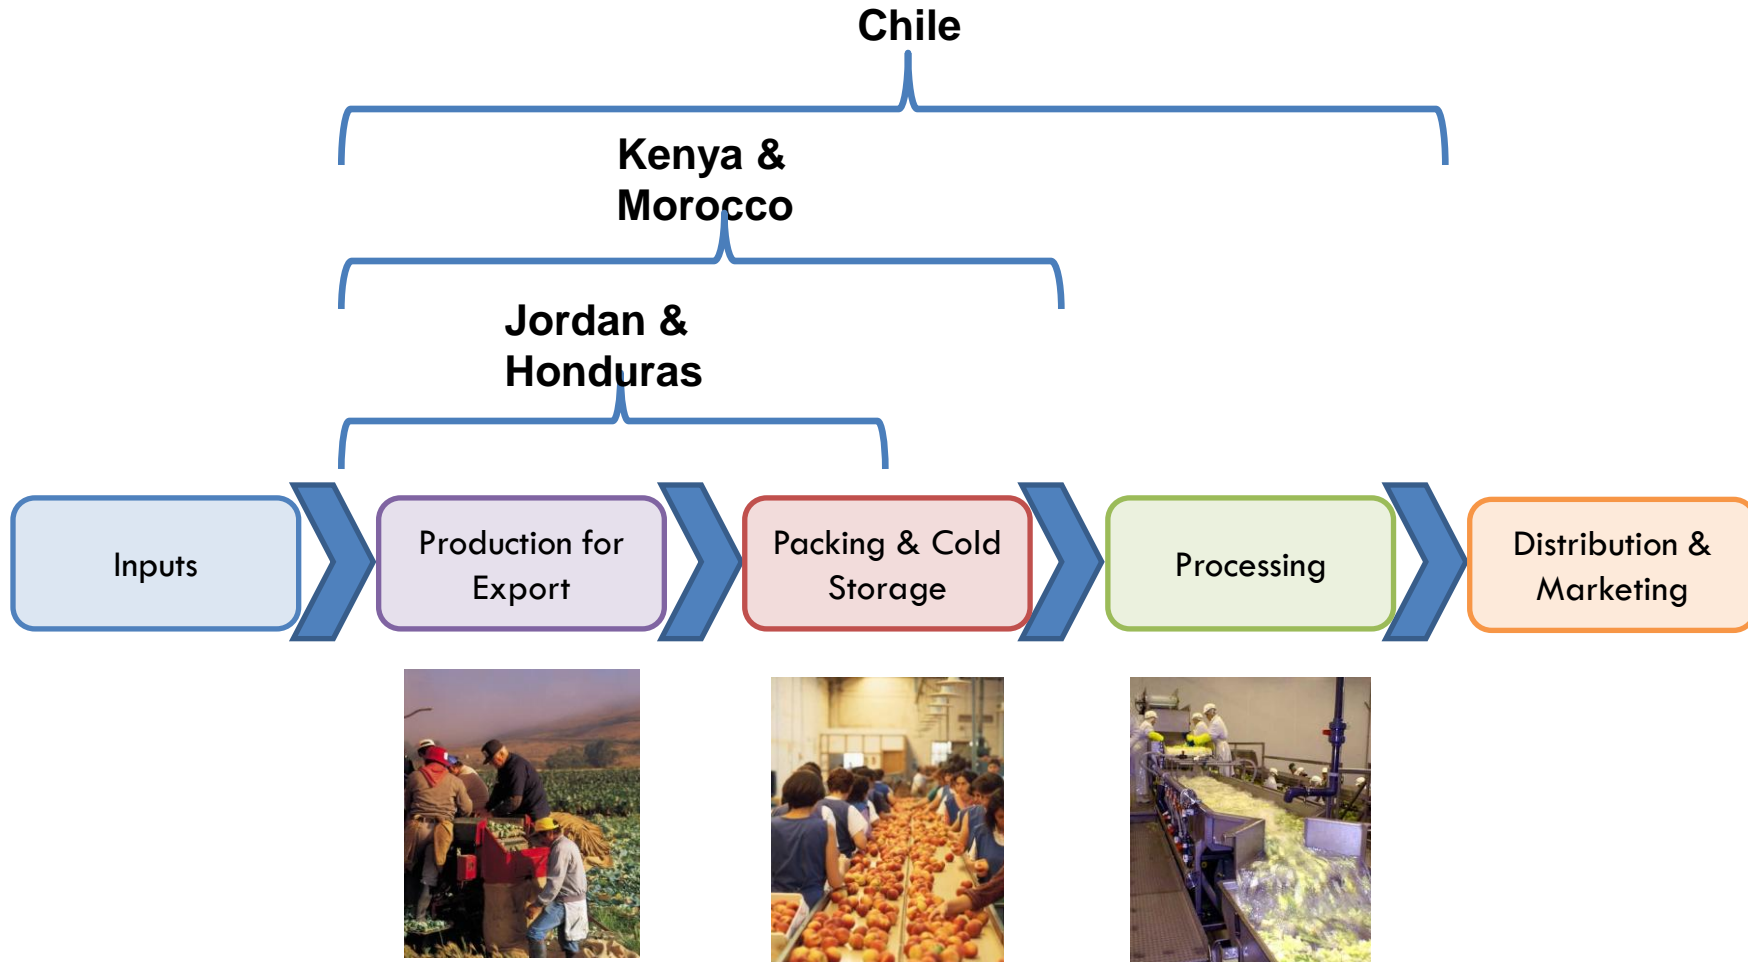 Chile
Kenya &
Morocco
Jordan &
Honduras
Inputs
Production for
Export
Packing & Cold
Storage
Processing
Distribution &
Marketing